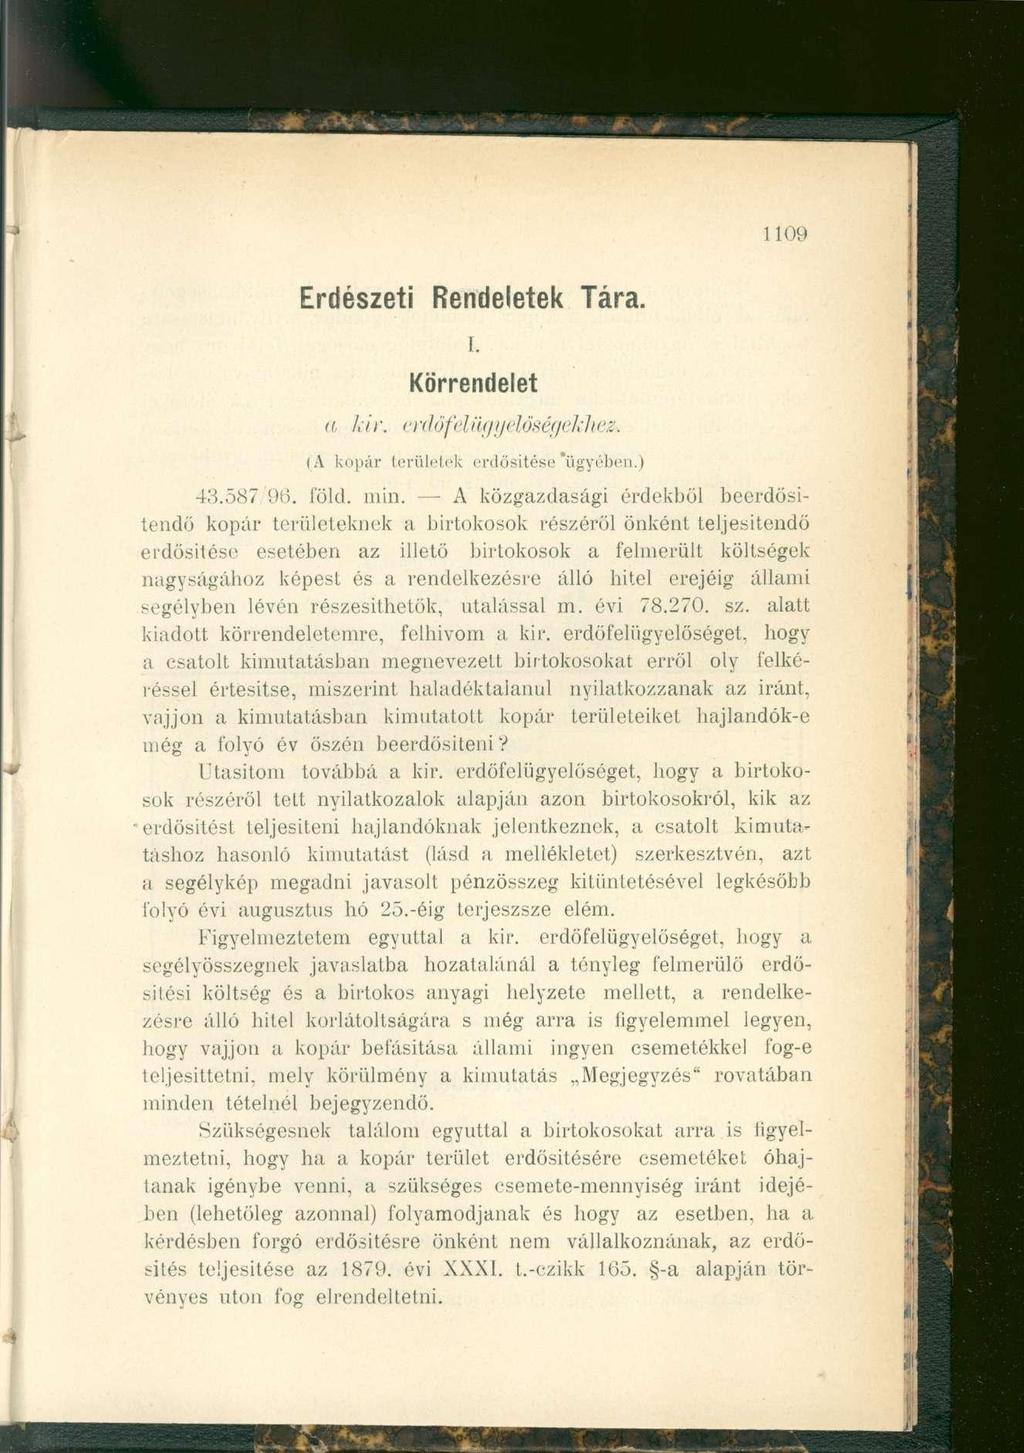 1109
Erdészeti Rendeletek Tára.
I.
Körrendelet
a kir. erdőfelügyelőségekhez.
(A kopár területek erdősitése ügyében.)
43.587/96. föld. min. — A közgazdasági érdekből beerdősi-
tendő kopár területeknek a birtokosok részéről önként teljesitendő
erdősitése esetében az illető birtokosok a felmerült költségek
nagyságához képest és a rendelkezésre álló hitel erejéig állami
segélyben lévén részesithetők, utalással m. évi 78.270. sz. alatt
kiadott körrendeletemre, felhivom a kir. erdőfelügyelőséget, hogy
a csatolt kimutatásban megnevezett birtokosokat erről oly felké-
réssel értesitse, miszerint haladéktalanul nyilatkozzanak az iránt,
vajjon a kimutatásban kimutatott kopár területeiket hajlandók-e
még a folyó év őszén beerdősiteni?
Utasitom továbbá a kir. erdőfelügyelőséget, hogy a birtoko-
sok részéről tett nyilatkozatok alapján azon birtokosokról, kik az
erdősitést teljesiteni hajlandóknak jelentkeznek, a csatolt kimuta-
táshoz hasonló kimutatást (lásd a mellékletet) szerkesztvén, azt
a segélykép megadni javasolt pénzösszeg kitüntetésével legkésőbb
folyó évi augusztus hó 25.-éig terjeszsze elém.
Figyelmeztetem egyuttal a kir. erdőfelügyelőséget, hogy a
segélyösszegnek javaslatba hozatalánál a tényleg felmerülő erdő-
sitési költség és a birtokos anyagi helyzete mellett, a rendelke-
zésre álló hitel korlátoltságára s még arra is figyelemmel legyen,
hogy vajjon a kopár befásitása állami ingyen csemetékkel fog-e
teljesittetni, mely körülmény a kimutatás „Megjegyzés“ rovatában
minden tételnél bejegyzendő.
Szükségesnek találom egyuttal a birtokosokat arra is figyel-
meztetni, hogy ha a kopár terület erdősitésére csemetéket óhaj-
tanak igénybe venni, a szükséges csemete-mennyiség iránt idejé-
ben (lehetőleg azonnal) folyamodjanak és hogy az esetben, ha a
kérdésben forgó erdősitésre önként nem vállalkoznának, az erdő-
sités teljesitése az 1879. évi XXXI. t.-czikk 165. §-a alapján tör-
vényes uton fog elrendeltetni.